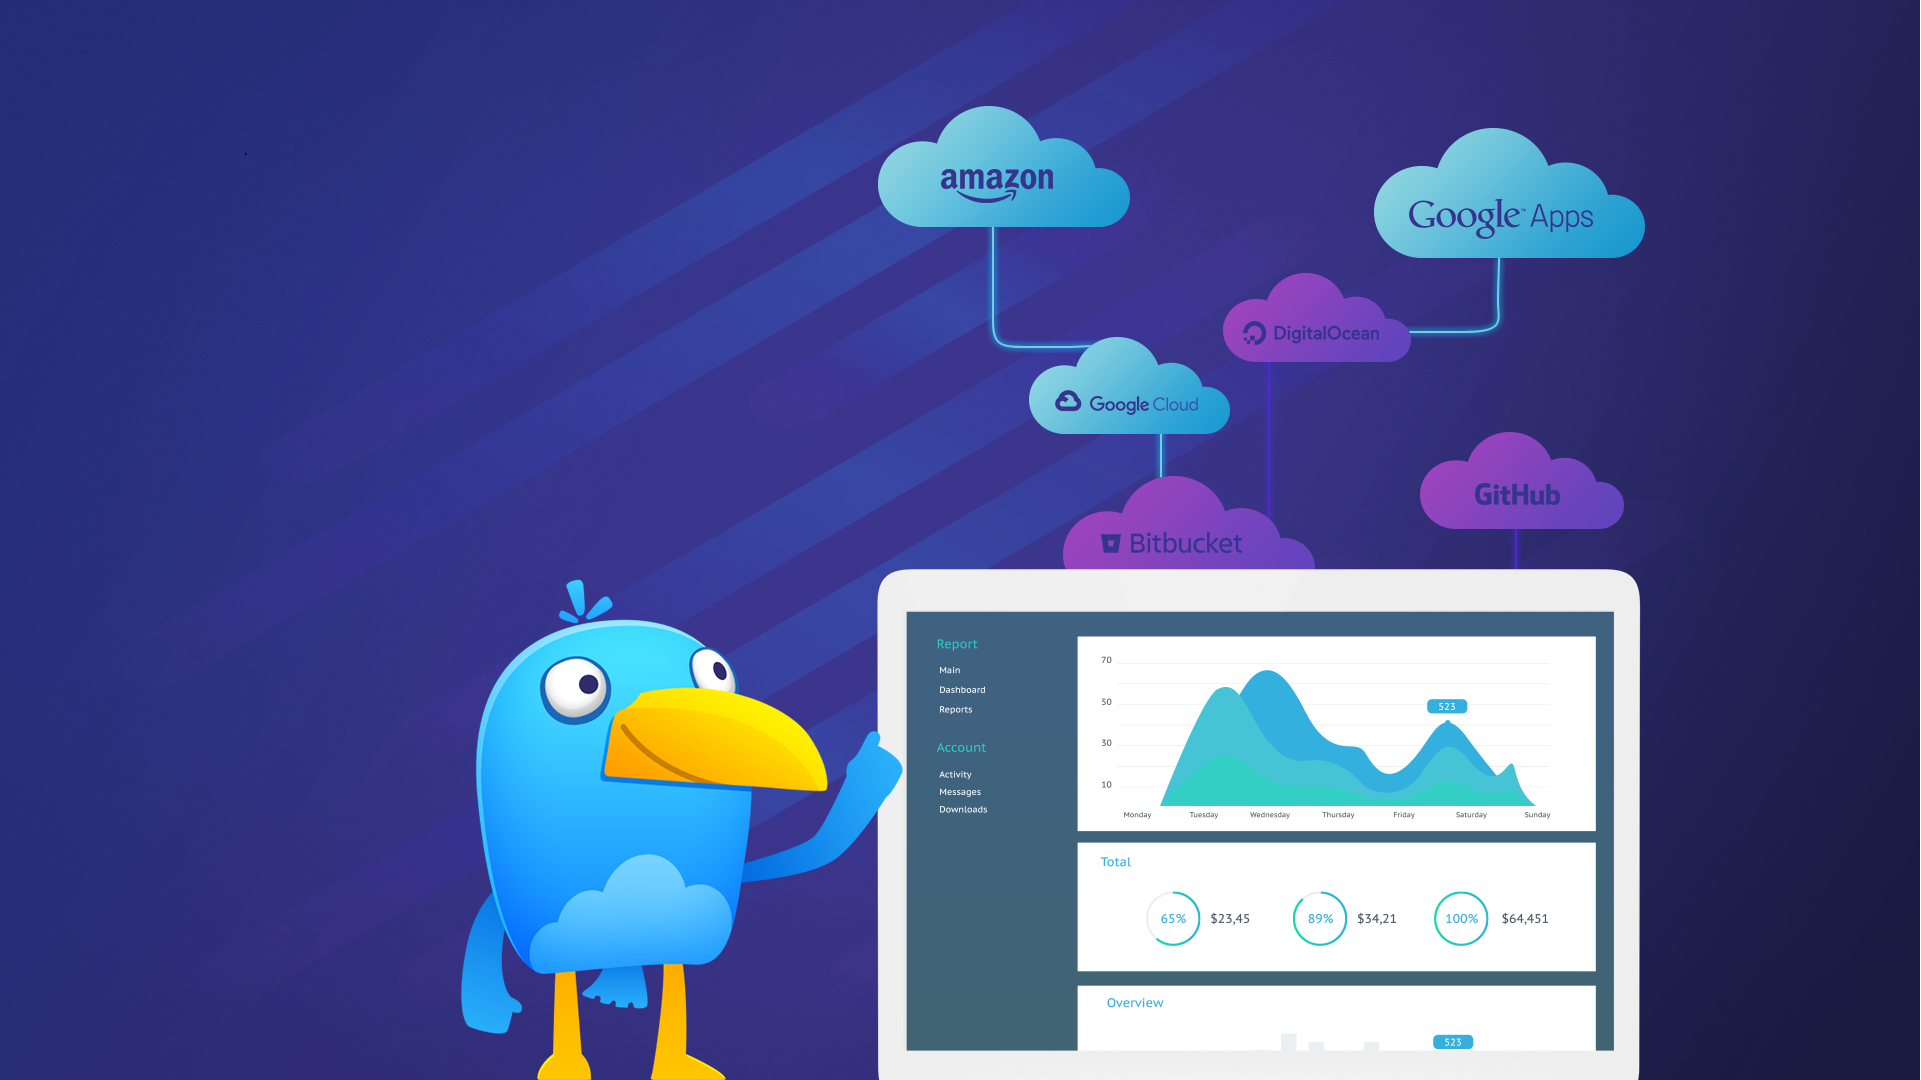 amazon
Google™ Apps
DigitalOcean
Google Cloud
GitHub
Bitbucket
Report
Main
Dashboard
Reports
Account
Activity
Messages
Downloads
70
50
30
10
523
Monday Tuesday Wednesday Thursday Friday Saturday Sunday
Total
65% $23,45 89% $34,21 100% $64,451
Overview
523